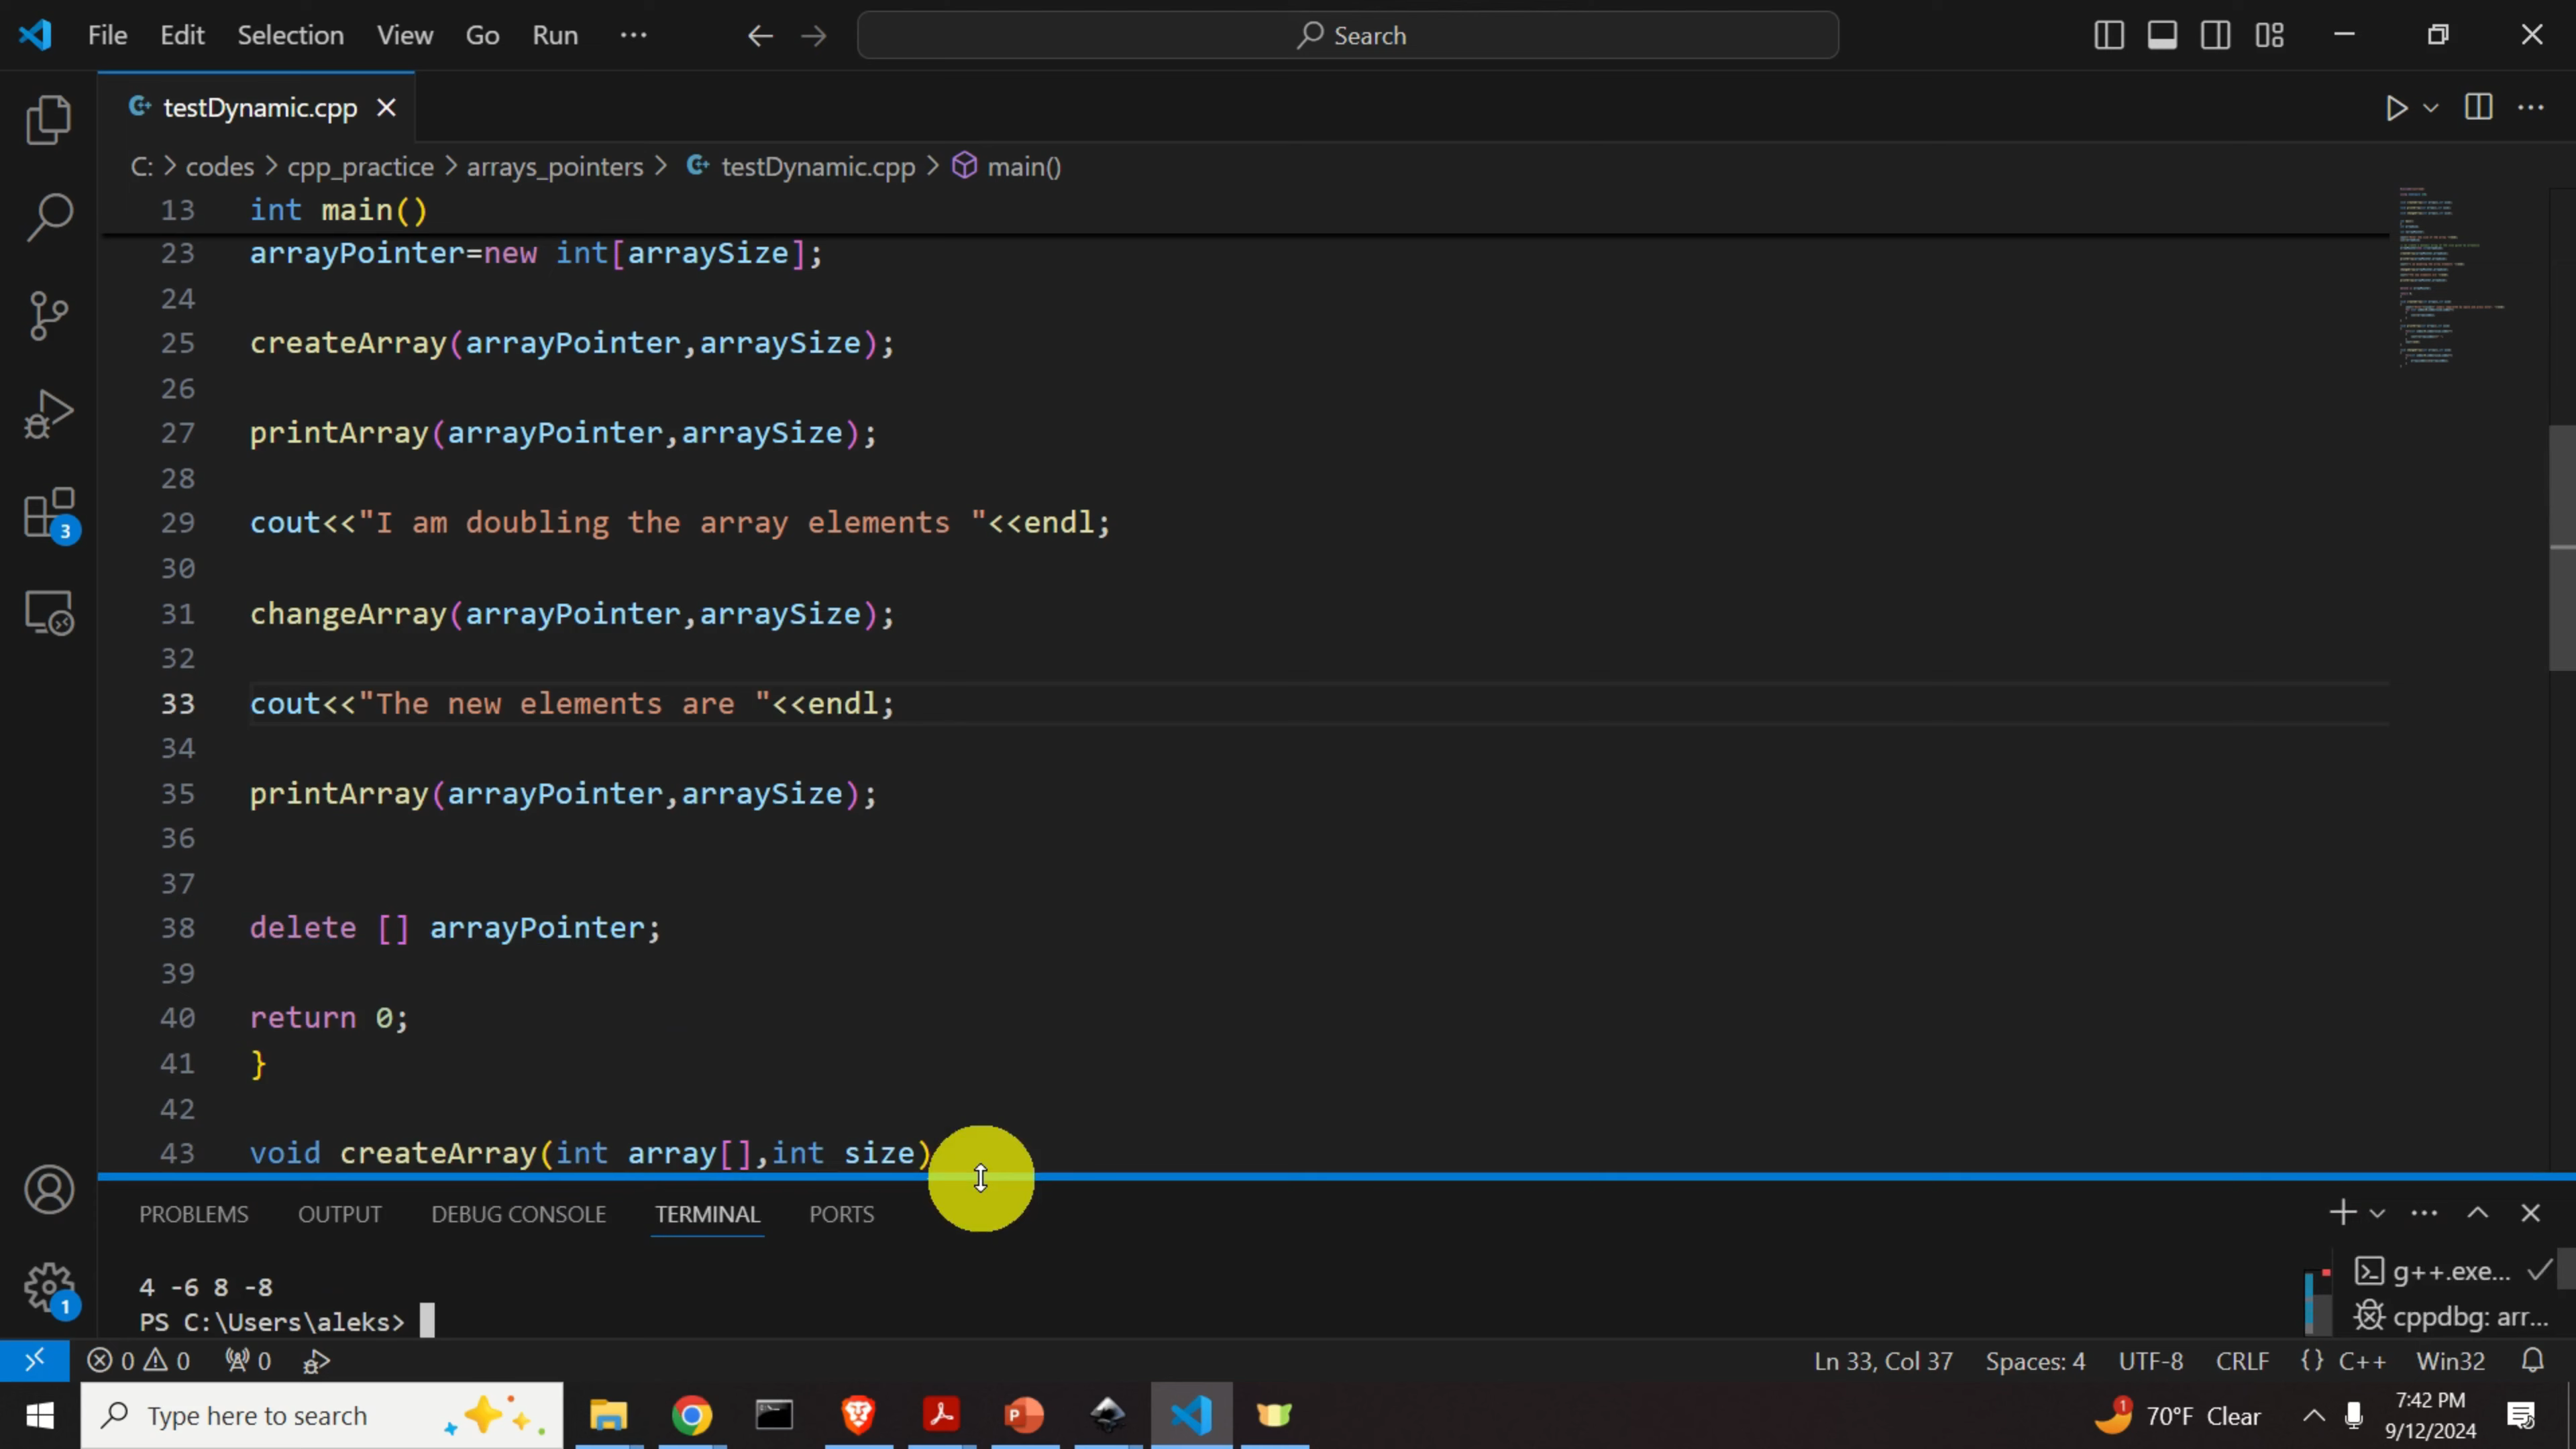 File Edit Selection View Go Run ··· Search
testDynamic.cpp
C: > codes > cpp_practice > arrays_pointers > testDynamic.cpp > main()
13 int main()
23 arrayPointer=new int[arraySize];
24
25 createArray(arrayPointer,arraySize);
26
27 printArray(arrayPointer,arraySize);
28
29 cout<<"I am doubling the array elements "<<endl;
30
31 changeArray(arrayPointer,arraySize);
32
33 cout<<"The new elements are "<<endl;
34
35 printArray(arrayPointer,arraySize);
36
37
38 delete [] arrayPointer;
39
40 return 0;
41 }
42
43 void createArray(int array[],int size)
3
1
PROBLEMS OUTPUT DEBUG CONSOLE TERMINAL PORTS
4 -6 8 -8
PS C:\Users\aleks>
g++.exe...
cppdbg: arr...
0 0 0 Ln 33, Col 37 Spaces: 4 UTF-8 CRLF {} C++ Win32
Type here to search 1 70°F Clear 7:42 PM
9/12/2024